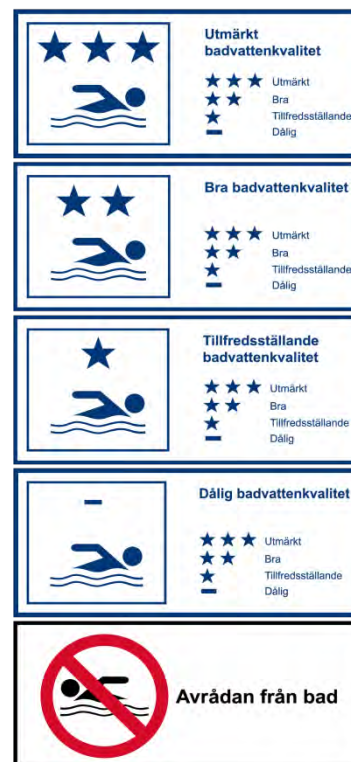 Utmärkt
badvattenkvalitet
Utmärkt
Bra
Tillfredsställande
Dålig
Bra badvattenkvalitet
Utmärkt
Bra
Tillfredsställande
Dålig
Tillfredsställande
badvattenkvalitet
Utmärkt
Bra
Tillfredsställande
Dålig
Dålig badvattenkvalitet
Utmärkt
Bra
Tillfredsställande
Dålig
Avrådan från bad